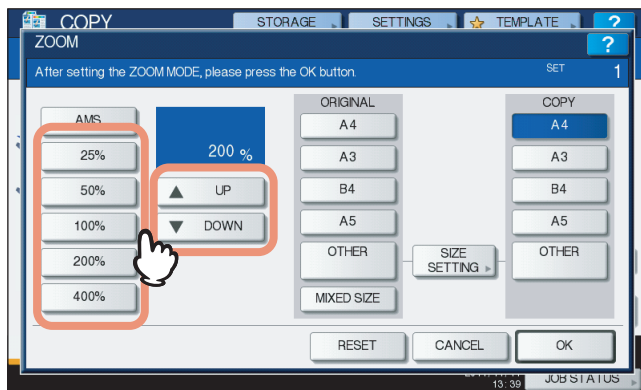 COPY
STORAGE
SETTINGS
TEMPLATE
?
ZOOM
?
After setting the ZOOM MODE, please press the OK button.
SET 1
AMS
25%
50%
100%
200%
400%
200 %
▲ UP
▼ DOWN
ORIGINAL
A4
A3
B4
A5
OTHER
MIXED SIZE
SIZE
SETTING
COPY
A4
A3
B4
A5
OTHER
RESET
CANCEL
OK
13:39
JOB STATUS